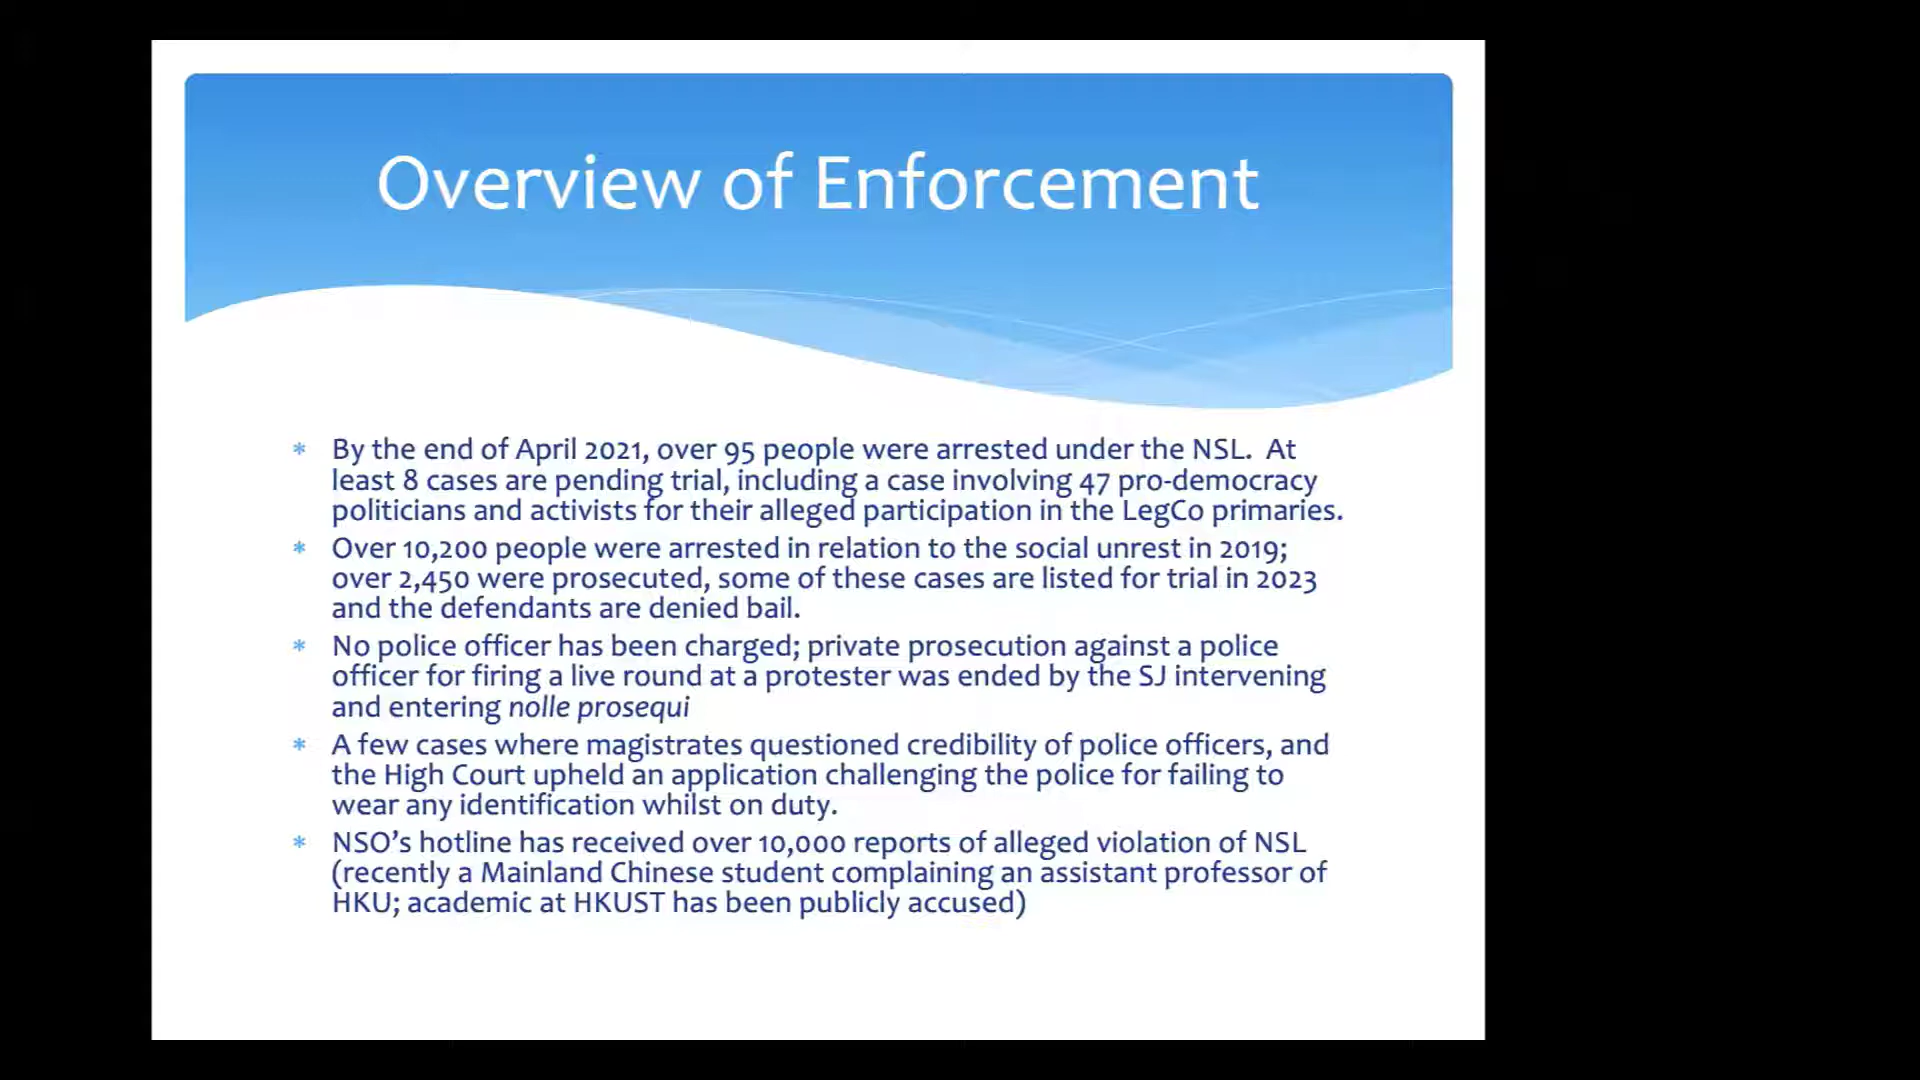 Overview of Enforcement
* By the end of April 2021, over 95 people were arrested under the NSL.  At
least 8 cases are pending trial, including a case involving 47 pro-democracy
politicians and activists for their alleged participation in the LegCo primaries.
* Over 10,200 people were arrested in relation to the social unrest in 2019;
over 2,450 were prosecuted, some of these cases are listed for trial in 2023
and the defendants are denied bail.
* No police officer has been charged; private prosecution against a police
officer for firing a live round at a protester was ended by the SJ intervening
and entering nolle prosequi
* A few cases where magistrates questioned credibility of police officers, and
the High Court upheld an application challenging the police for failing to
wear any identification whilst on duty.
* NSO’s hotline has received over 10,000 reports of alleged violation of NSL
(recently a Mainland Chinese student complaining an assistant professor of
HKU; academic at HKUST has been publicly accused)